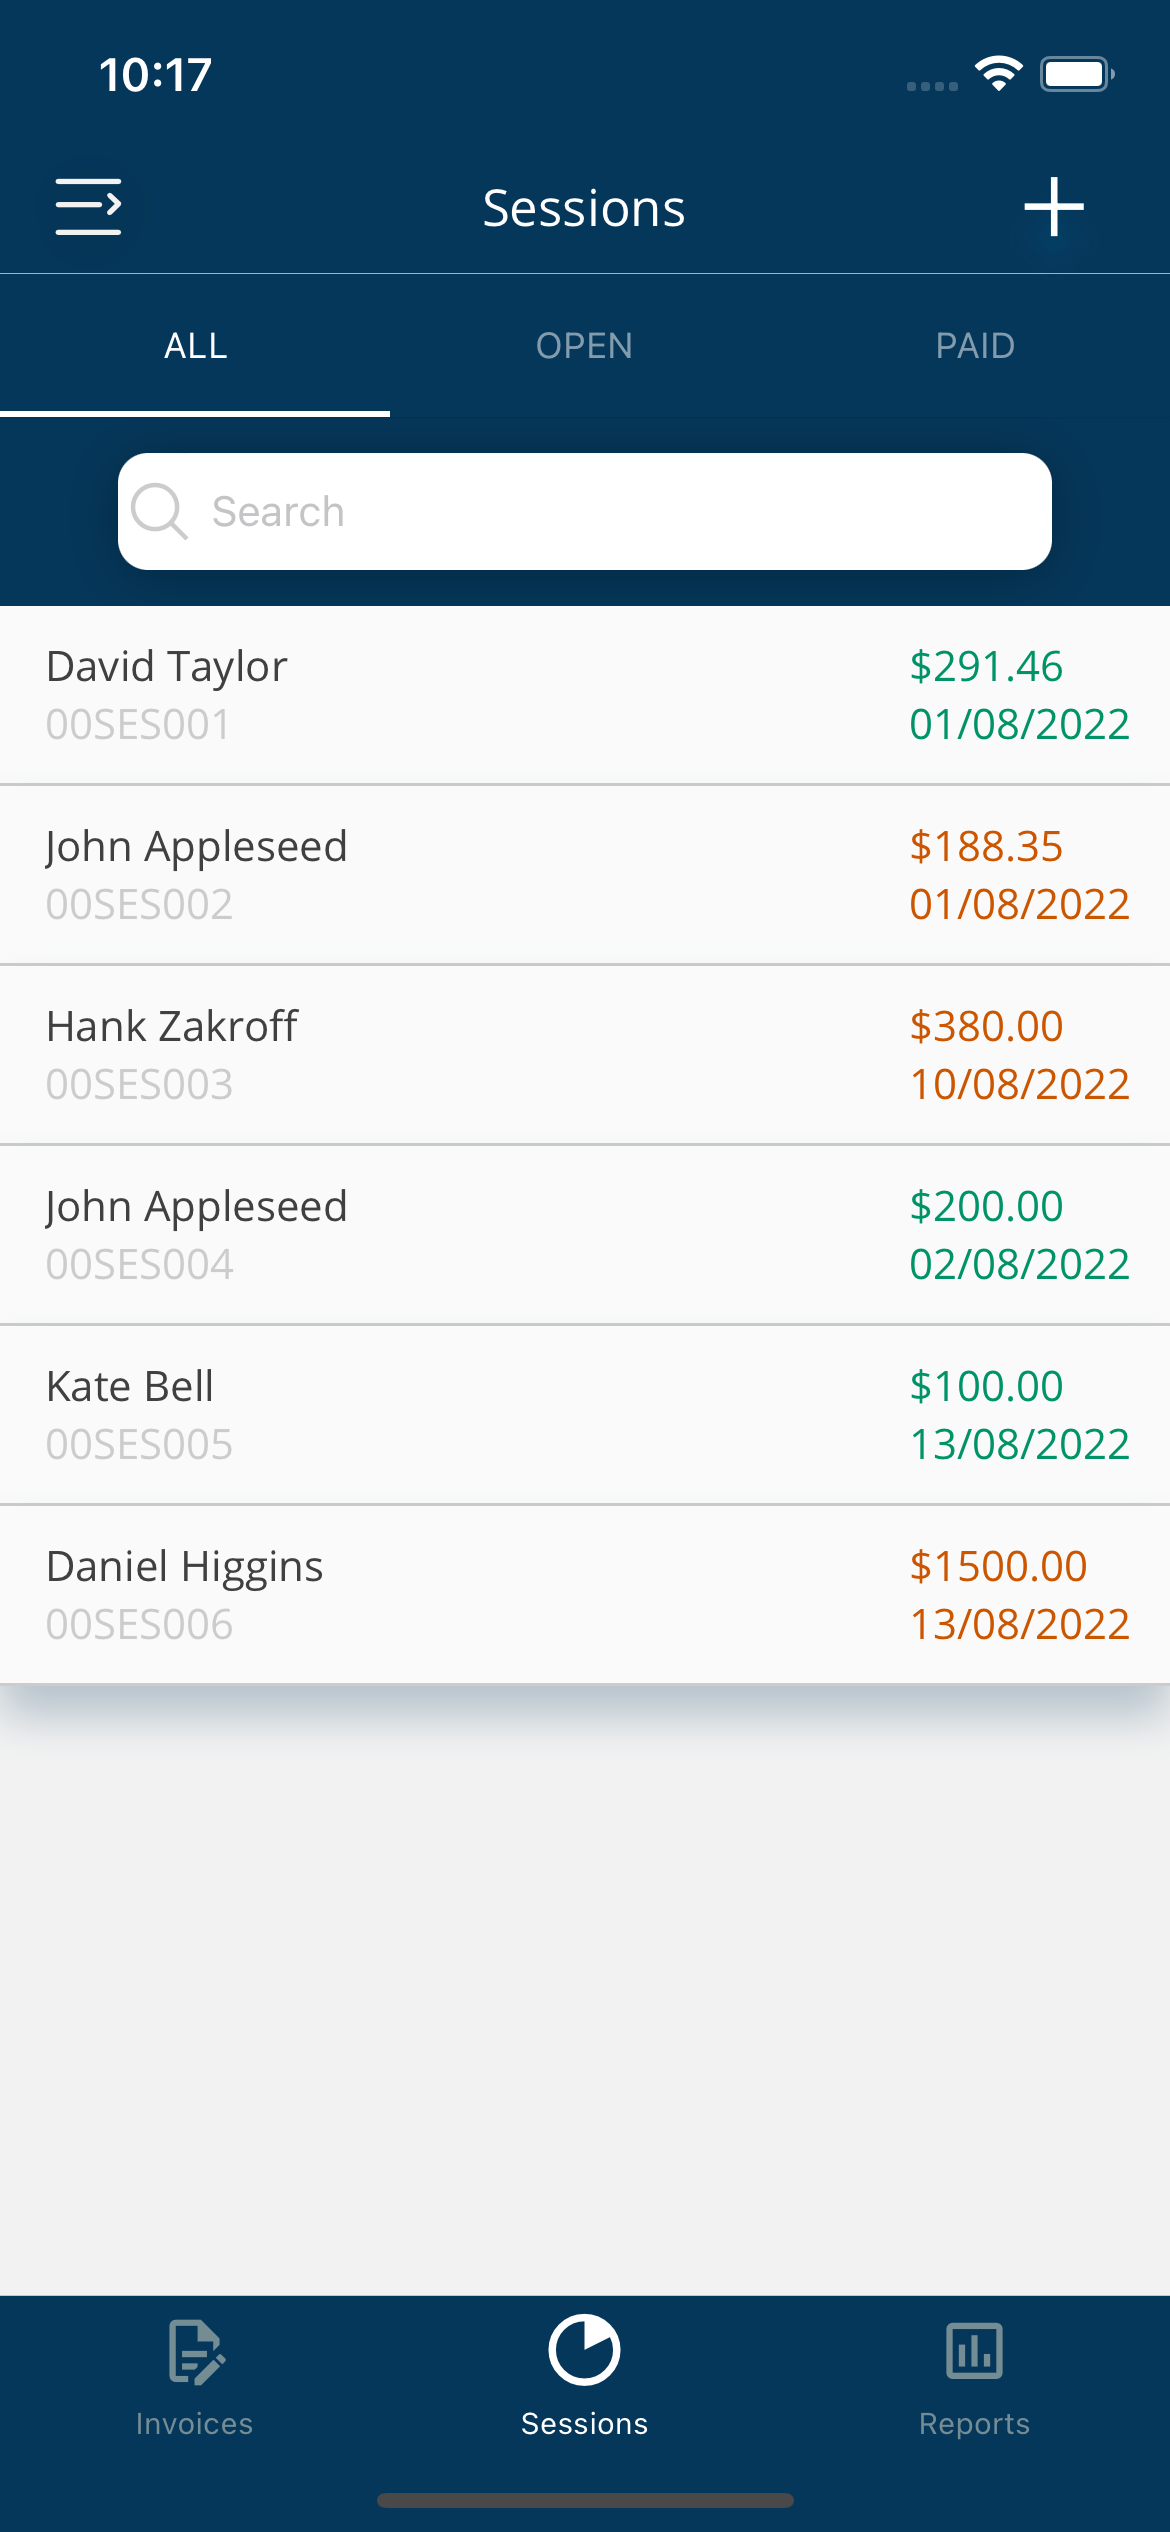 10:17
Sessions
ALL OPEN PAID
Search
David Taylor $291.46
00SES001 01/08/2022
John Appleseed $188.35
00SES002 01/08/2022
Hank Zakroff $380.00
00SES003 10/08/2022
John Appleseed $200.00
00SES004 02/08/2022
Kate Bell $100.00
00SES005 13/08/2022
Daniel Higgins $1500.00
00SES006 13/08/2022
Invoices Sessions Reports